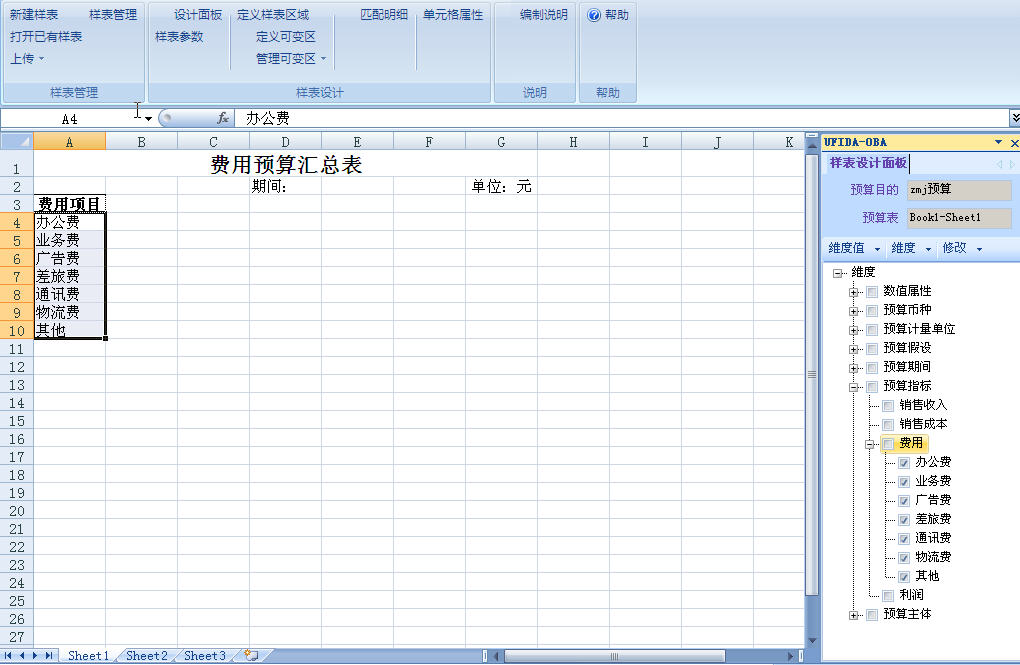 新建样表 样表管理 设计面板 定义样表区域 匹配明细 单元格属性 编制说明 帮助
打开已有样表 样表参数 定义可变区
上传 管理可变区
样表管理 样表设计 说明 帮助
A4 fx 办公费
A B C D E F G H I J K
1 费用预算汇总表
2 期间: 单位: 元
3 费用项目
4 办公费
5 业务费
6 广告费
7 差旅费
8 通讯费
9 物流费
10 其他
11
12
13
14
15
16
17
18
19
20
21
22
23
24
25
26
27
Sheet1 Sheet2 Sheet3
UFIDA-OBA
样表设计面板
预算目的 zmj预算
预算表 Book1-Sheet1
维度值 维度 修改
维度
数值属性
预算币种
预算计量单位
预算假设
预算期间
预算指标
销售收入
销售成本
费用
办公费
业务费
广告费
差旅费
通讯费
物流费
其他
利润
预算主体